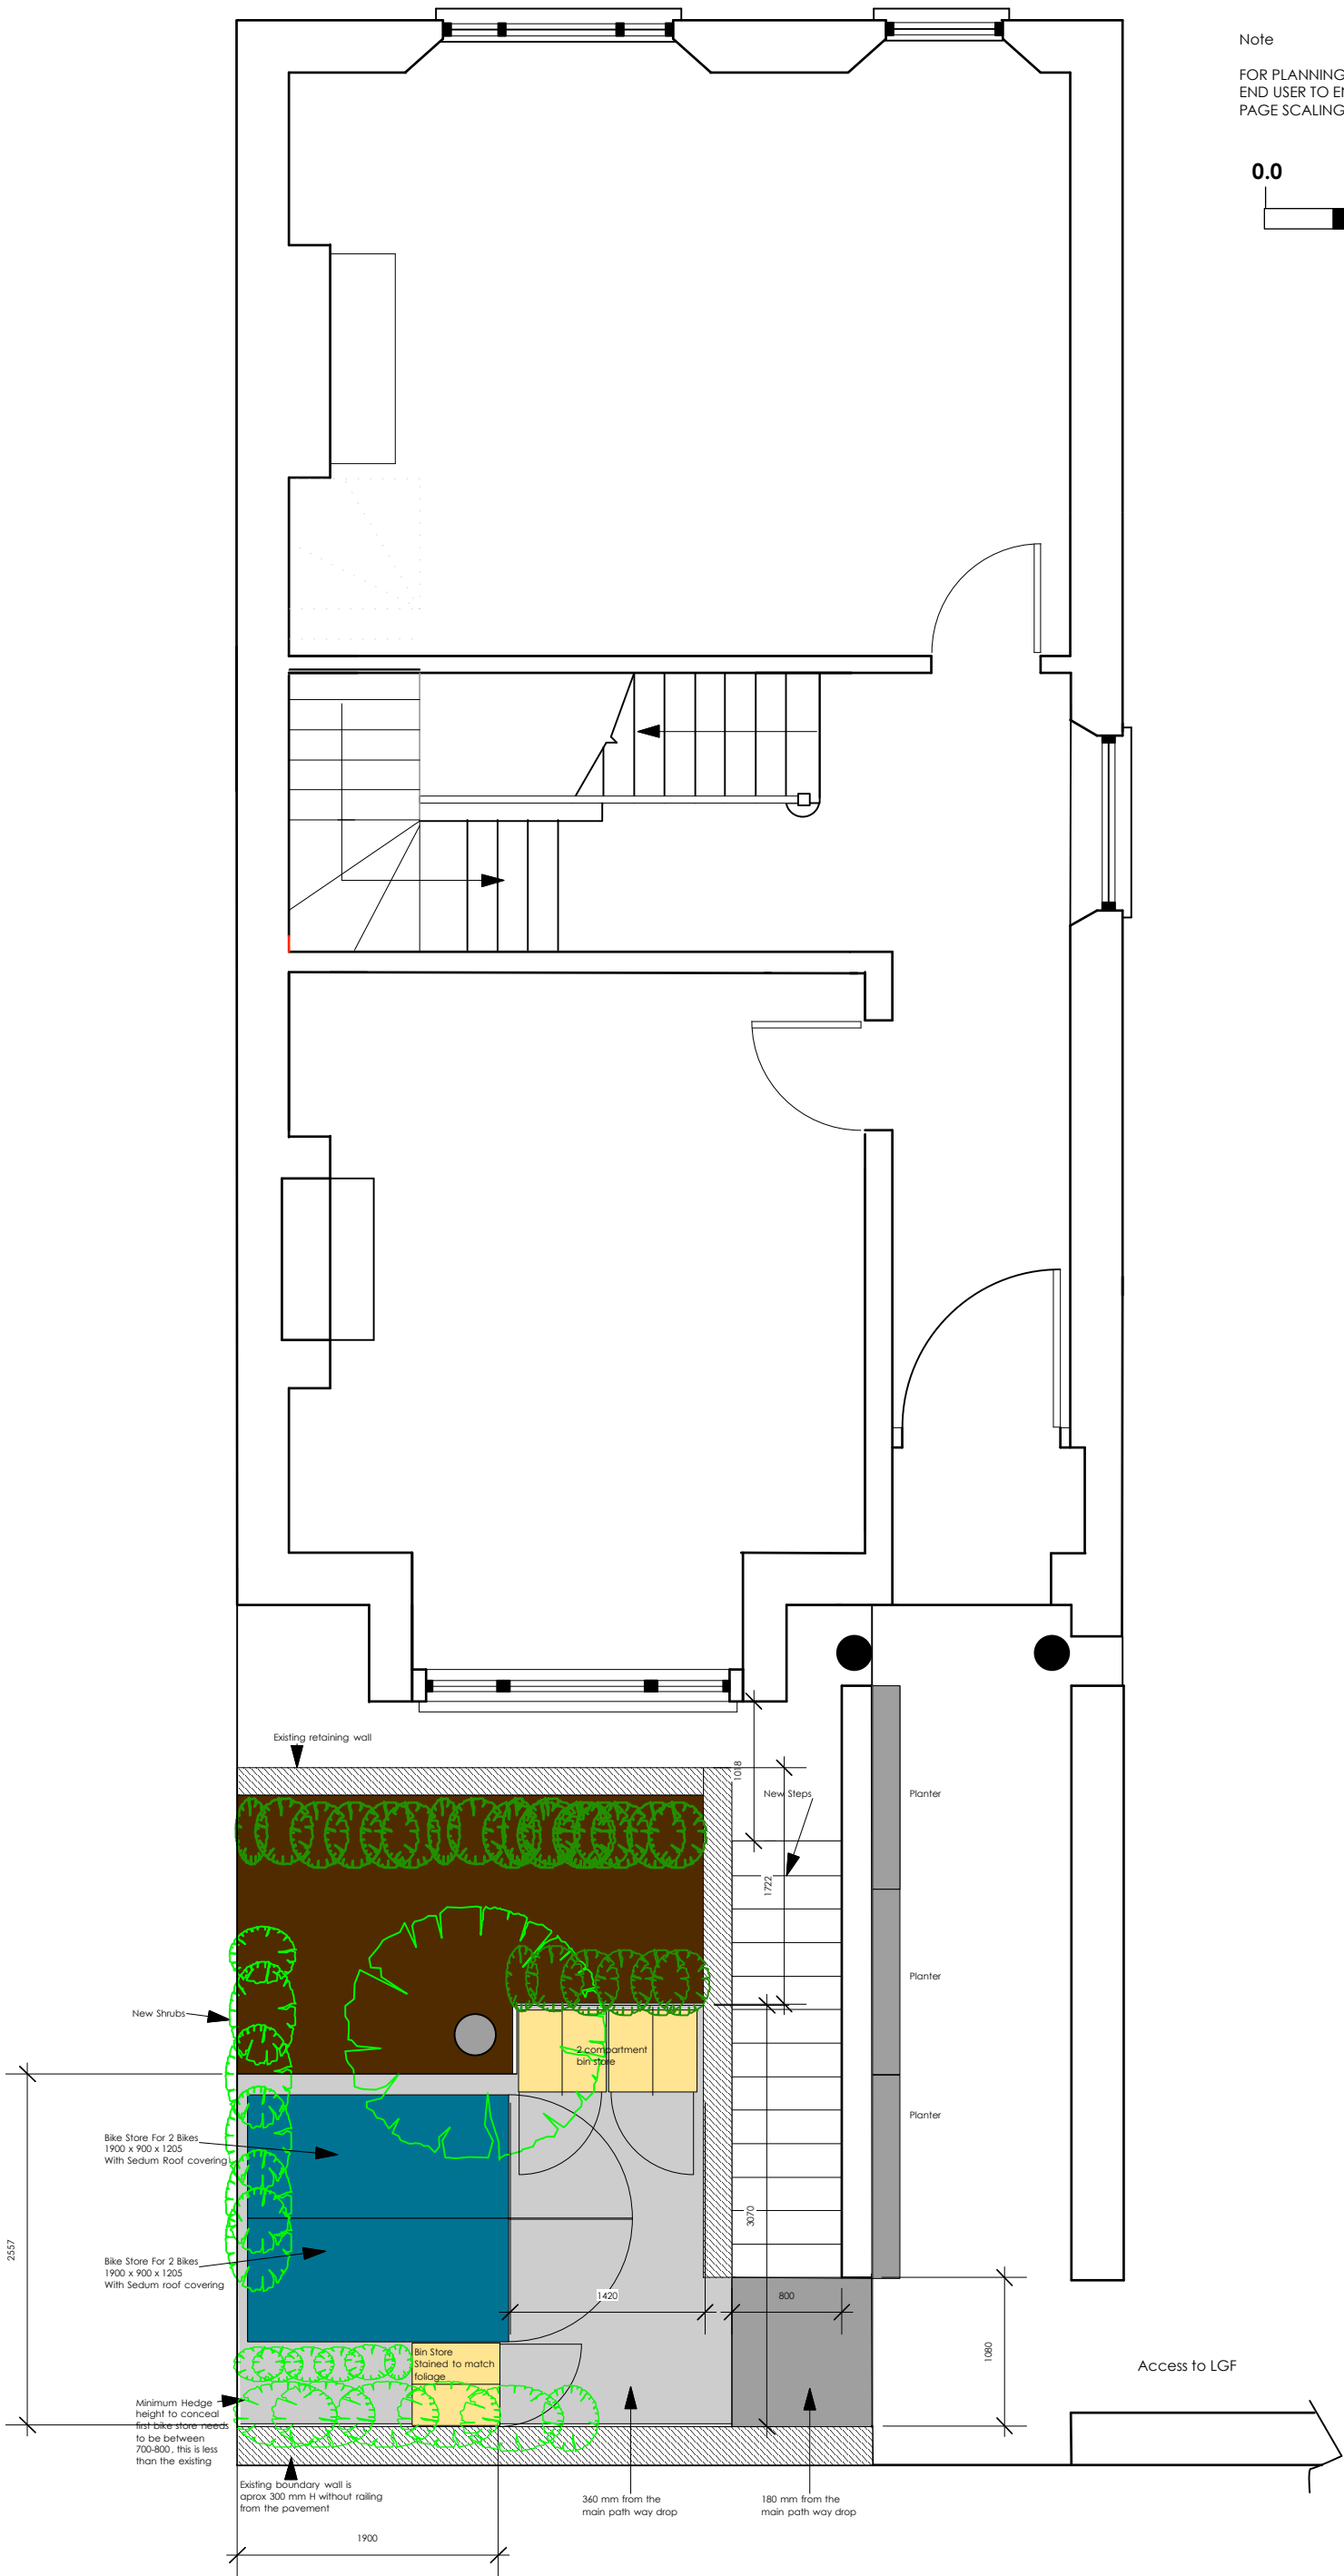 Note
FOR PLANNING
END USER TO
PAGE SCALING
0.0
Existing retaining wall
1018
New Steps
Planter
1722
Planter
New Shrubs
2 compartment
bin store
Planter
Bike Store For 2 Bikes
1900 x 900 x 1205
With Sedum Roof covering
3070
2557
Bike Store For 2 Bikes
1900 x 900 x 1205
With Sedum roof covering
1420
800
1080
Bin Store
Stained to match
foliage
Access to LGF
Minimum Hedge
height to conceal
first bike store needs
to be between
700-800, this is less
than the existing
Existing boundary wall is
aprox 300 mm H without railing
from the pavement
360 mm from the
main path way drop
180 mm from the
main path way drop
1900